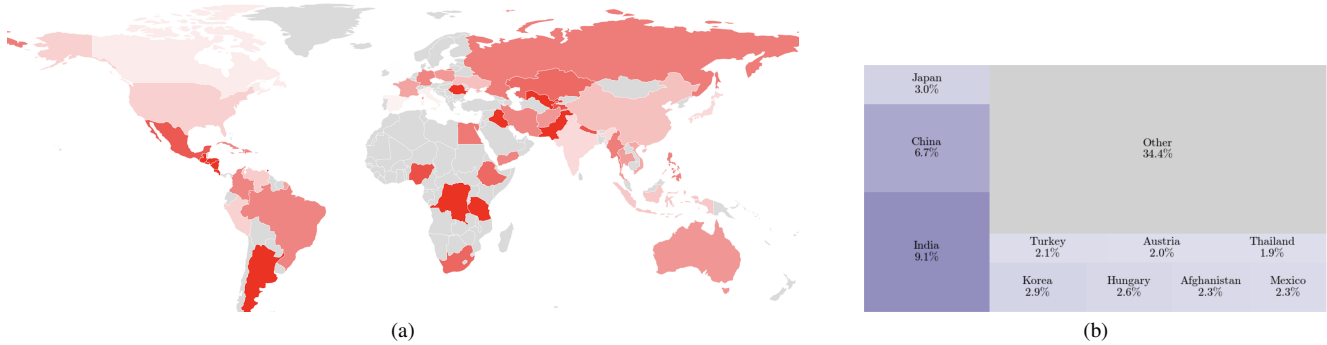 Japan
3.0%
China
6.7%
Other
34.4%
India
9.1%
Turkey
2.1%
Austria
2.0%
Thailand
1.9%
Korea
2.9%
Hungary
2.6%
Afghanistan
2.3%
Mexico
2.3%
(a)
(b)